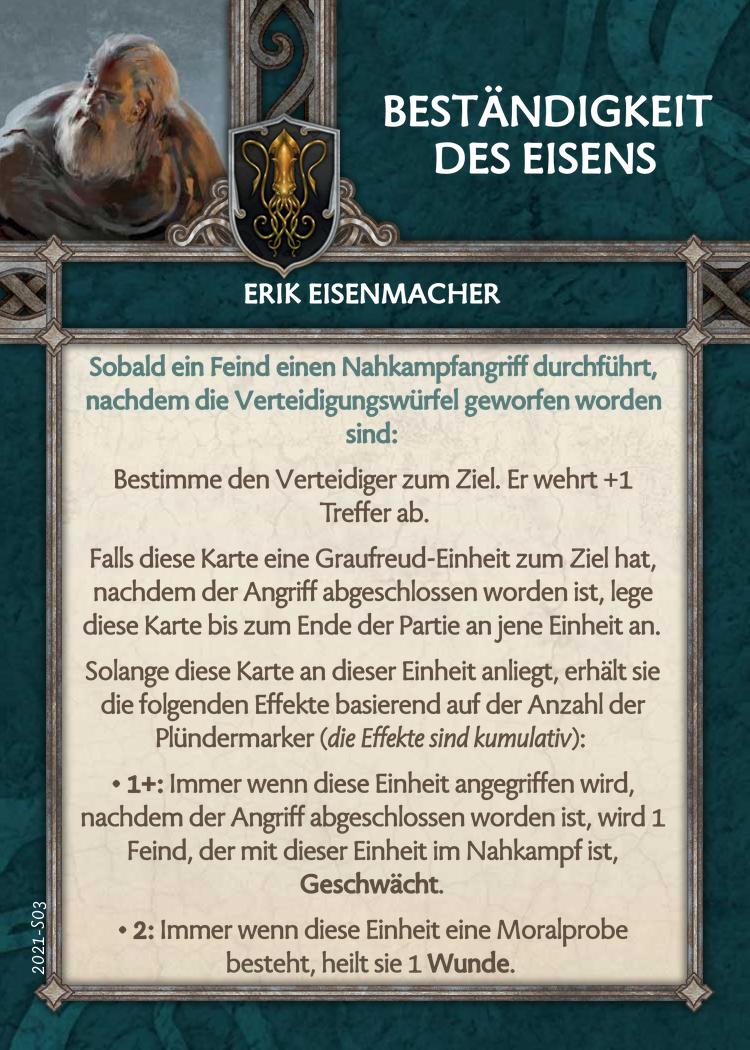 BESTÄNDIGKEIT
DES EISENS
ERIK EISENMACHER
Sobald ein Feind einen Nahkampfangriff durchführt,
nachdem die Verteidigungswürfel geworfen worden
sind:
Bestimme den Verteidiger zum Ziel. Er wehrt +1
Treffer ab.
Falls diese Karte eine Graufreud-Einheit zum Ziel hat,
nachdem der Angriff abgeschlossen worden ist, lege
diese Karte bis zum Ende der Partie an jene Einheit an.
Solange diese Karte an dieser Einheit anliegt, erhält sie
die folgenden Effekte basierend auf der Anzahl der
Plündermarker (die Effekte sind kumulativ):
• 1+: Immer wenn diese Einheit angegriffen wird,
nachdem der Angriff abgeschlossen worden ist, wird 1
Feind, der mit dieser Einheit im Nahkampf ist,
Geschwächt.
• 2: Immer wenn diese Einheit eine Moralprobe
besteht, heilt sie 1 Wunde.
2021-S03